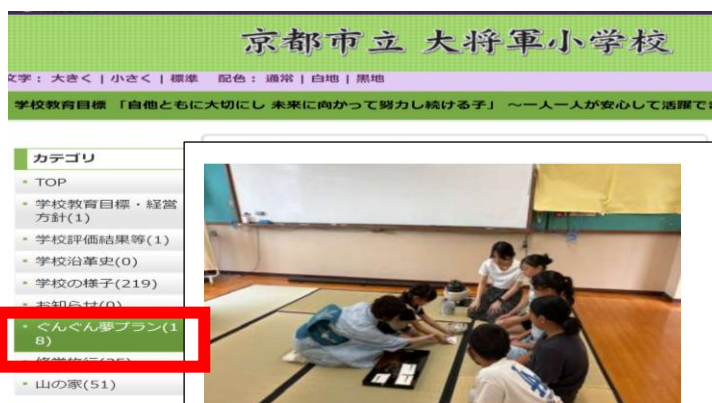 京都市立 大将軍小学校
文字： 大きく | 小さく | 標準 配色： 通常 | 白地 | 黒地
学校教育目標 「自他ともに大切にし 未来に向かって努力し続ける子」 ～一人一人が安心して活躍でき
カテゴリ
TOP
学校教育目標・経営
方針(1)
学校評価結果等(1)
学校沿革史(0)
学校の様子(219)
お知らせ(0)
ぐんぐん夢プラン(1
8)
山の家(51)